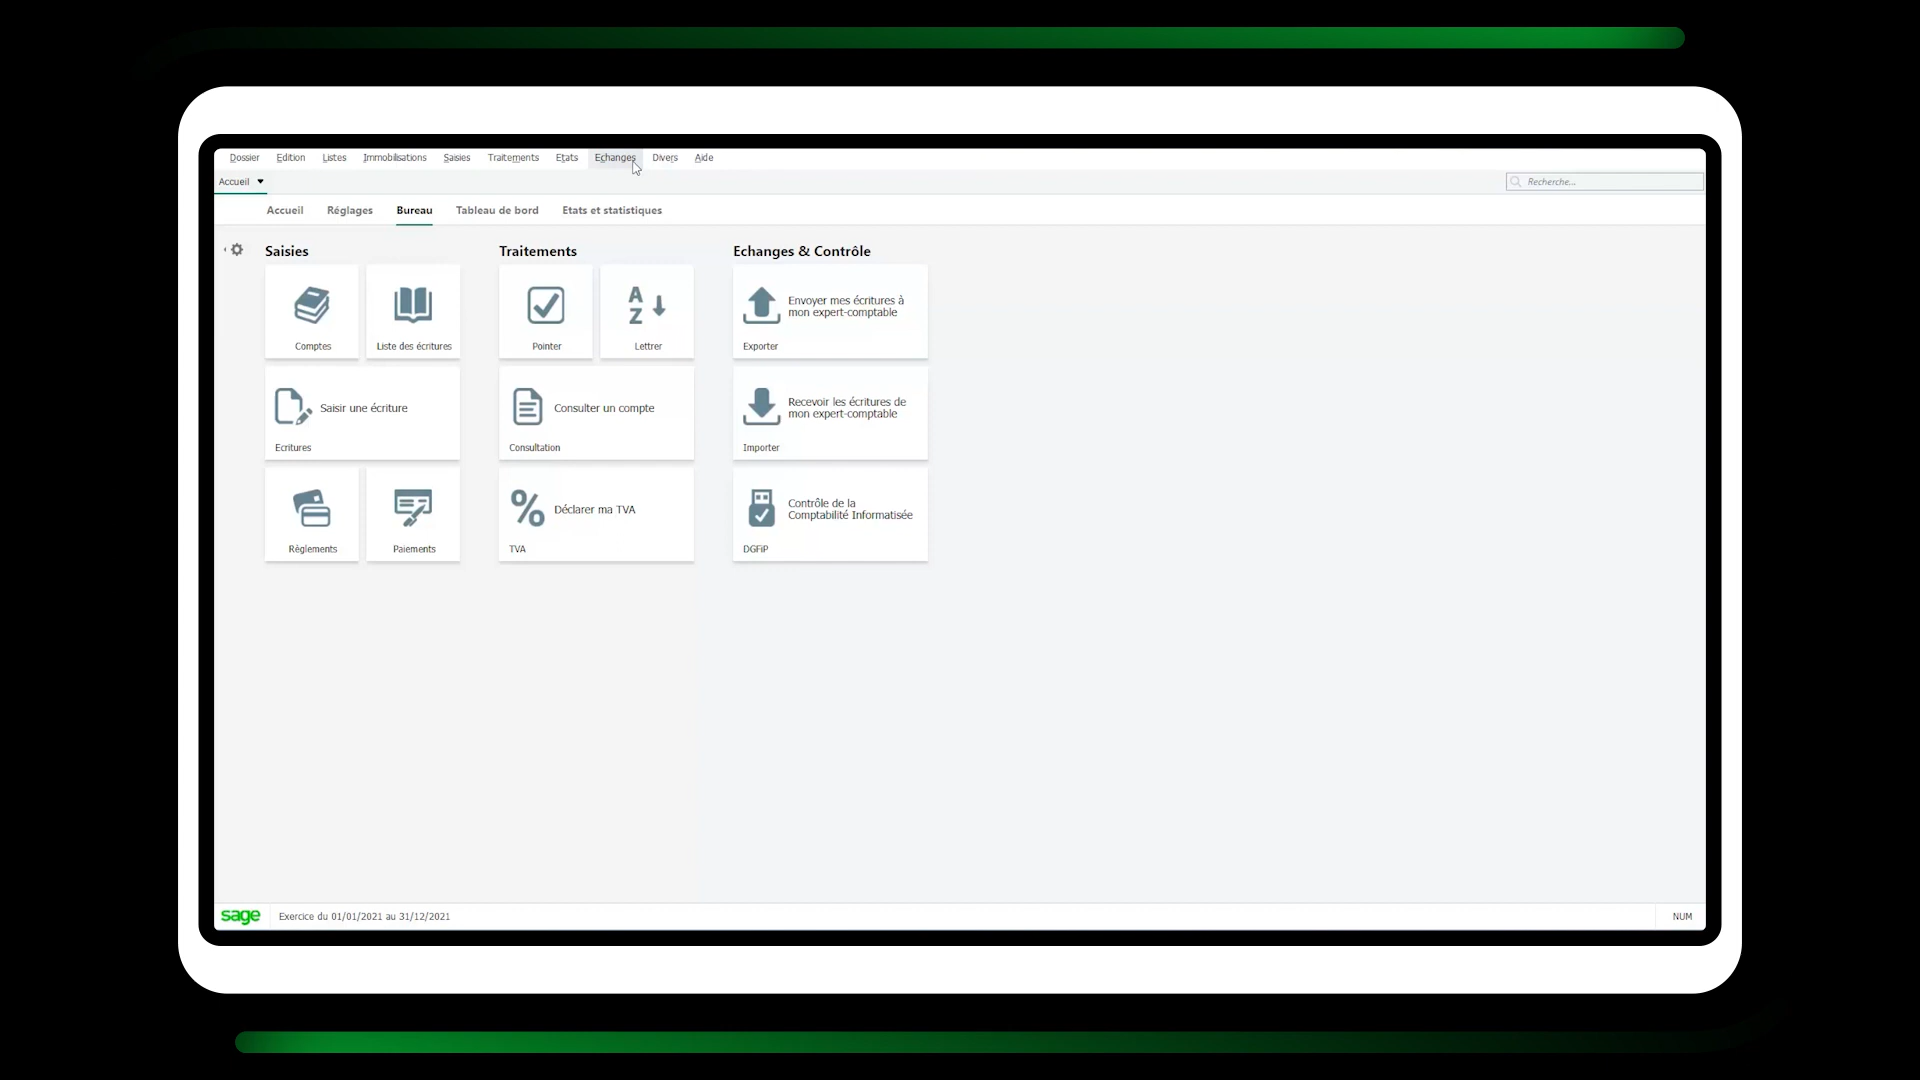 Dossier Edition Listes Immobilisations Saisies Traitements Etats Echanges Divers Aide
Accueil
Recherche...
Accueil Réglages Bureau Tableau de bord Etats et statistiques
Saisies
Comptes
Liste des écritures
Saisir une écriture
Ecritures
Règlements
Paiements
Traitements
Pointer
A
Z
Lettrer
Consulter un compte
Consultation
%
Déclarer ma TVA
TVA
Echanges & Contrôle
Envoyer mes écritures à
mon expert-comptable
Exporter
Recevoir les écritures de
mon expert-comptable
Importer
Contrôle de la
Comptabilité Informatisée
DGFiP
sage
Exercice du 01/01/2021 au 31/12/2021
NUM